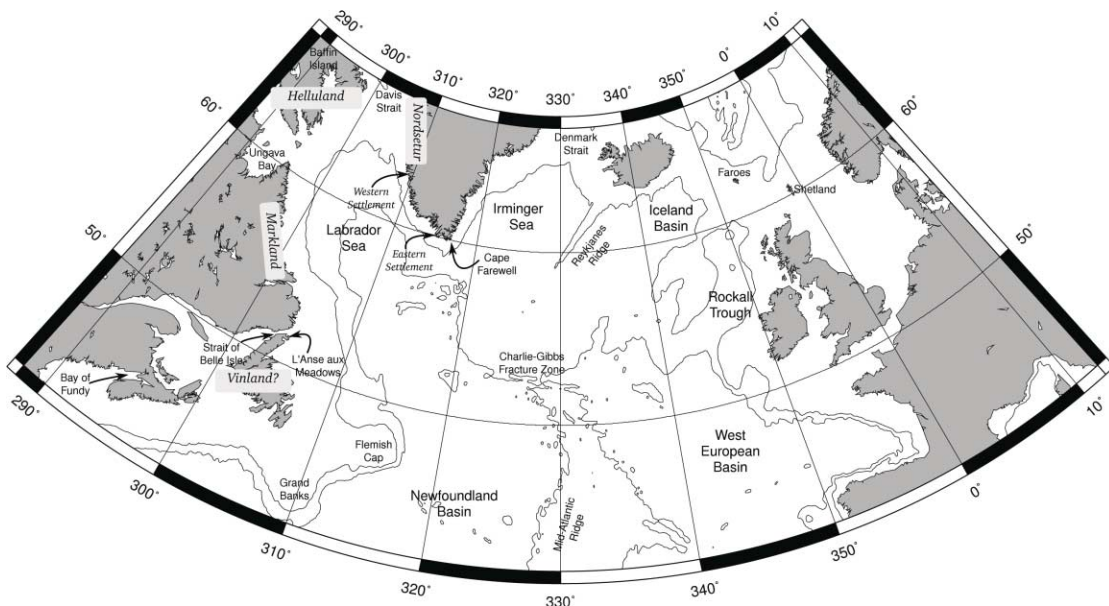 290˚
300˚
310˚
320˚
330˚
340˚
350˚
0˚
10˚
60˚
50˚
60˚
50˚
Baffin
Island
Helluland
Davis
Strait
Nordsetur
Denmark
Strait
Ungava
Bay
Western
Settlement
Faroes
Shetland
Markland
Labrador
Sea
Irminger
Sea
Iceland
Basin
Reykjanes
Ridge
Eastern
Settlement
Cape
Farewell
Rockall
Trough
Strait of
Belle Isle
L'Anse aux
Meadows
Charlie-Gibbs
Fracture Zone
Bay of
Fundy
Vinland?
Flemish
Cap
West
European
Basin
Grand
Banks
Newfoundland
Basin
Mid-Atlantic
Ridge
290˚
300˚
310˚
320˚
330˚
340˚
350˚
0˚
10˚